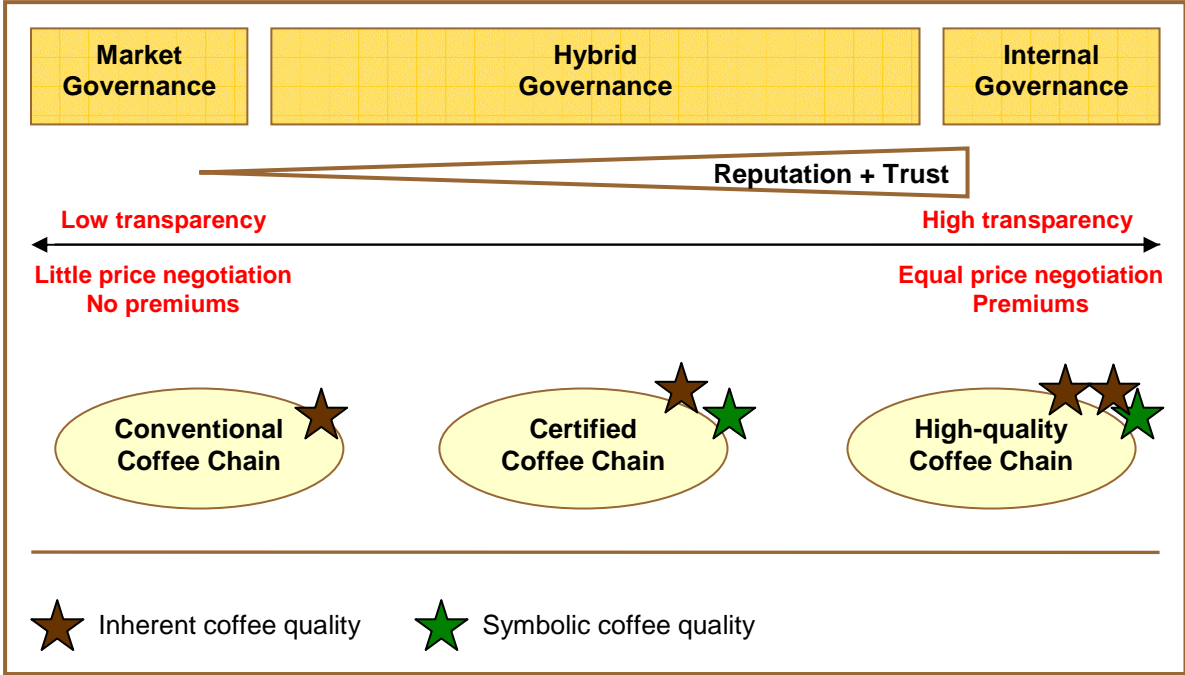 Market
Governance
Hybrid
Governance
Internal
Governance
Reputation + Trust
Low transparency
High transparency
Little price negotiation
No premiums
Equal price negotiation
Premiums
Conventional
Coffee Chain
Certified
Coffee Chain
High-quality
Coffee Chain
Inherent coffee quality
Symbolic coffee quality